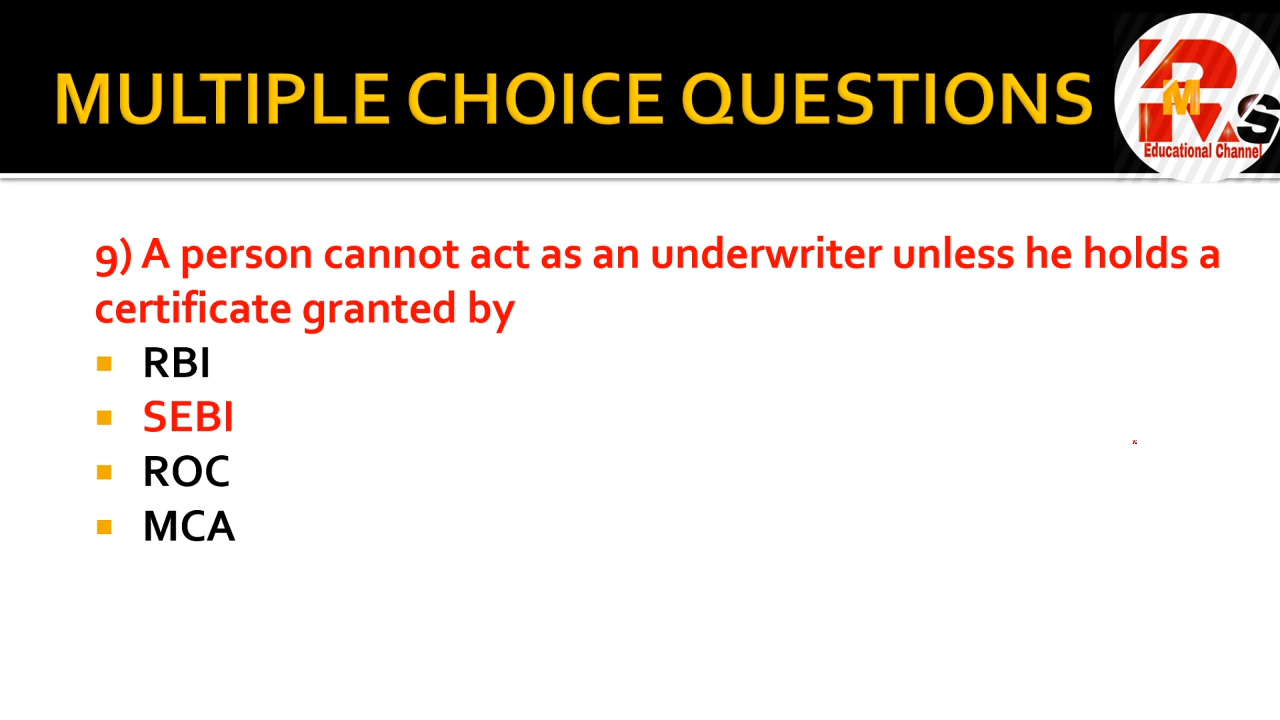 MULTIPLE CHOICE QUESTIONS
M
S
Educational Channel
9) A person cannot act as an underwriter unless he holds a
certificate granted by
RBI
SEBI
ROC
MCA